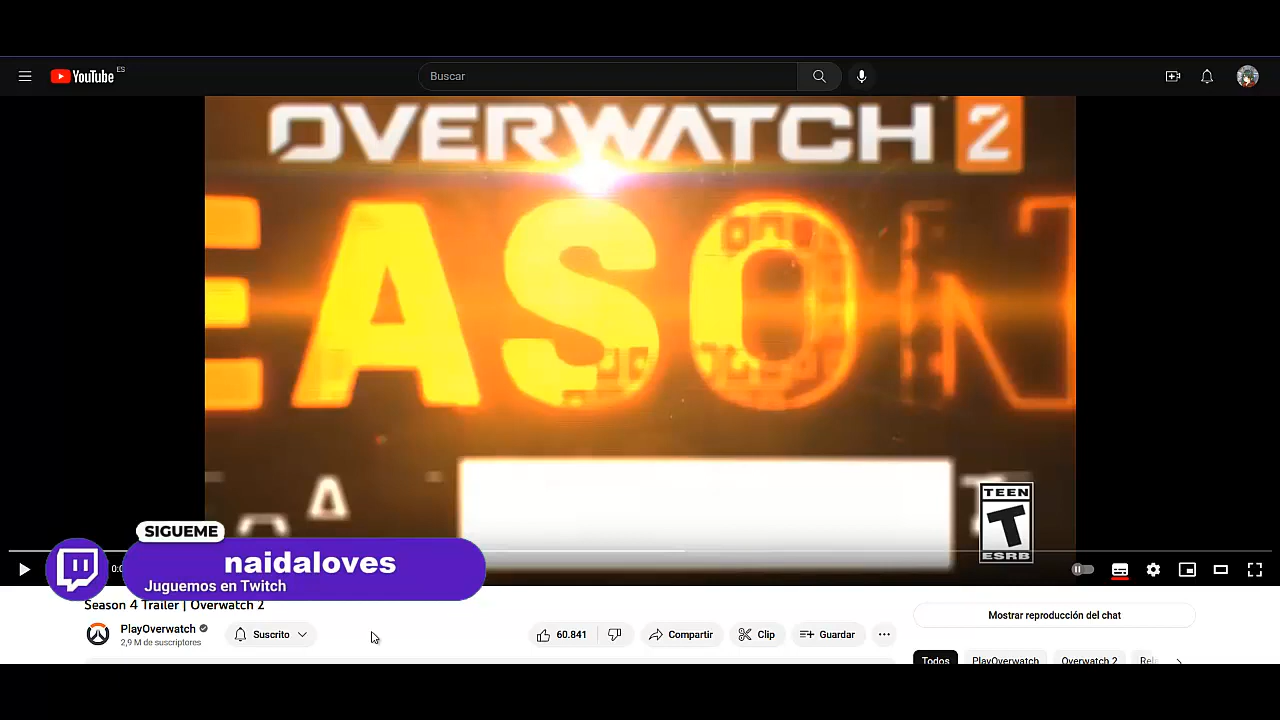 YouTube ES
Buscar
OVERWATCH 2
EASON
TEEN
T
ESRB
SIGUEME
naidaloves
Juguemos en Twitch
Season 4 Trailer | Overwatch 2
PlayOverwatch
2,9 M de suscriptores
Suscrito
60.841
Compartir
Clip
Guardar
Mostrar reproducción del chat
Todos
PlayOverwatch
Overwatch 2